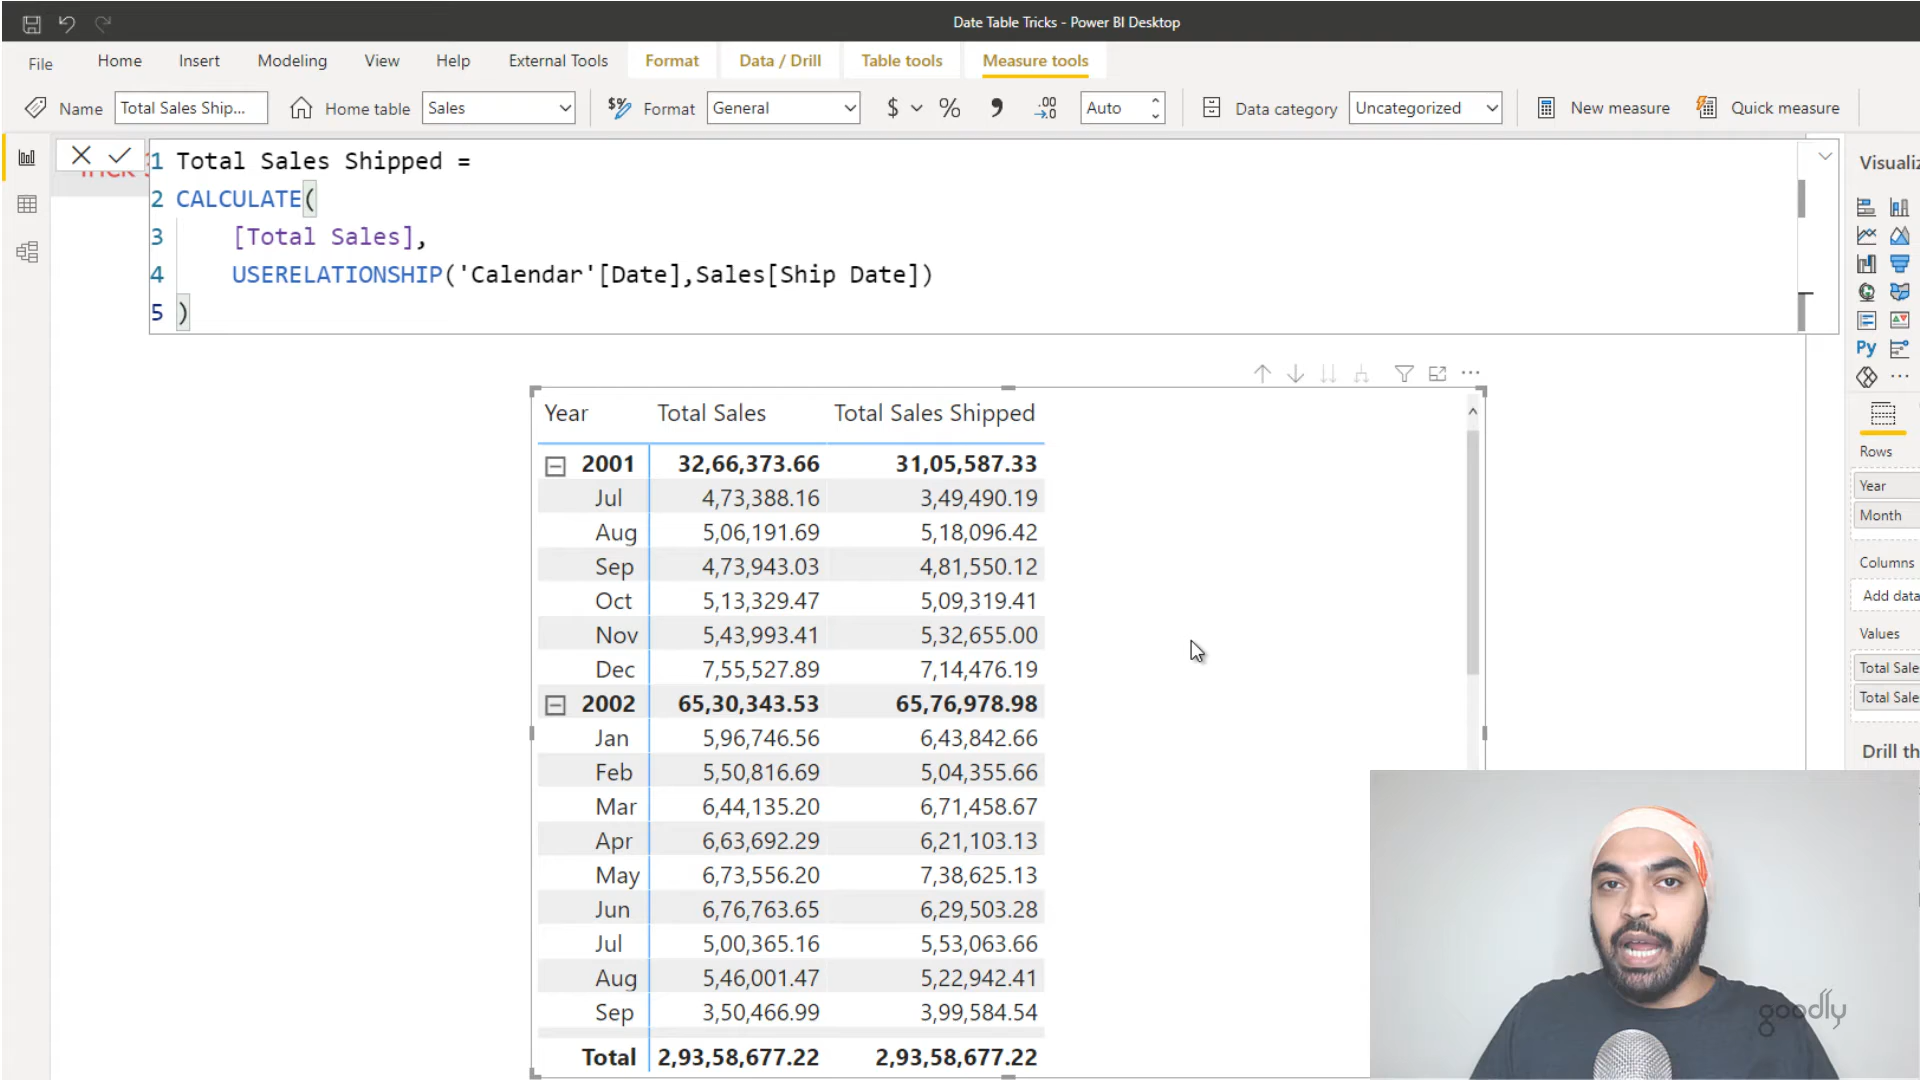 Date Table Tricks - Power BI Desktop
File Home Insert Modeling View Help External Tools Format Data / Drill Table tools Measure tools
Name Total Sales Ship... Home table Sales Format General $ % , .00 Auto Data category Uncategorized New measure Quick measure
1 Total Sales Shipped =
2 CALCULATE(
3 [Total Sales],
4 USERELATIONSHIP('Calendar'[Date],Sales[Ship Date])
5 )
Visualiz
Py
Year Total Sales Total Sales Shipped
2001 32,66,373.66 31,05,587.33
Jul 4,73,388.16 3,49,490.19
Aug 5,06,191.69 5,18,096.42
Sep 4,73,943.03 4,81,550.12
Oct 5,13,329.47 5,09,319.41
Nov 5,43,993.41 5,32,655.00
Dec 7,55,527.89 7,14,476.19
2002 65,30,343.53 65,76,978.98
Jan 5,96,746.56 6,43,842.66
Feb 5,50,816.69 5,04,355.66
Mar 6,44,135.20 6,71,458.67
Apr 6,63,692.29 6,21,103.13
May 6,73,556.20 7,38,625.13
Jun 6,76,763.65 6,29,503.28
Jul 5,00,365.16 5,53,063.66
Aug 5,46,001.47 5,22,942.41
Sep 3,50,466.99 3,99,584.54
Total 2,93,58,677.22 2,93,58,677.22
Rows
Year
Month
Columns
Add data
Values
Total Sale
Total Sale
Drill th
goodly